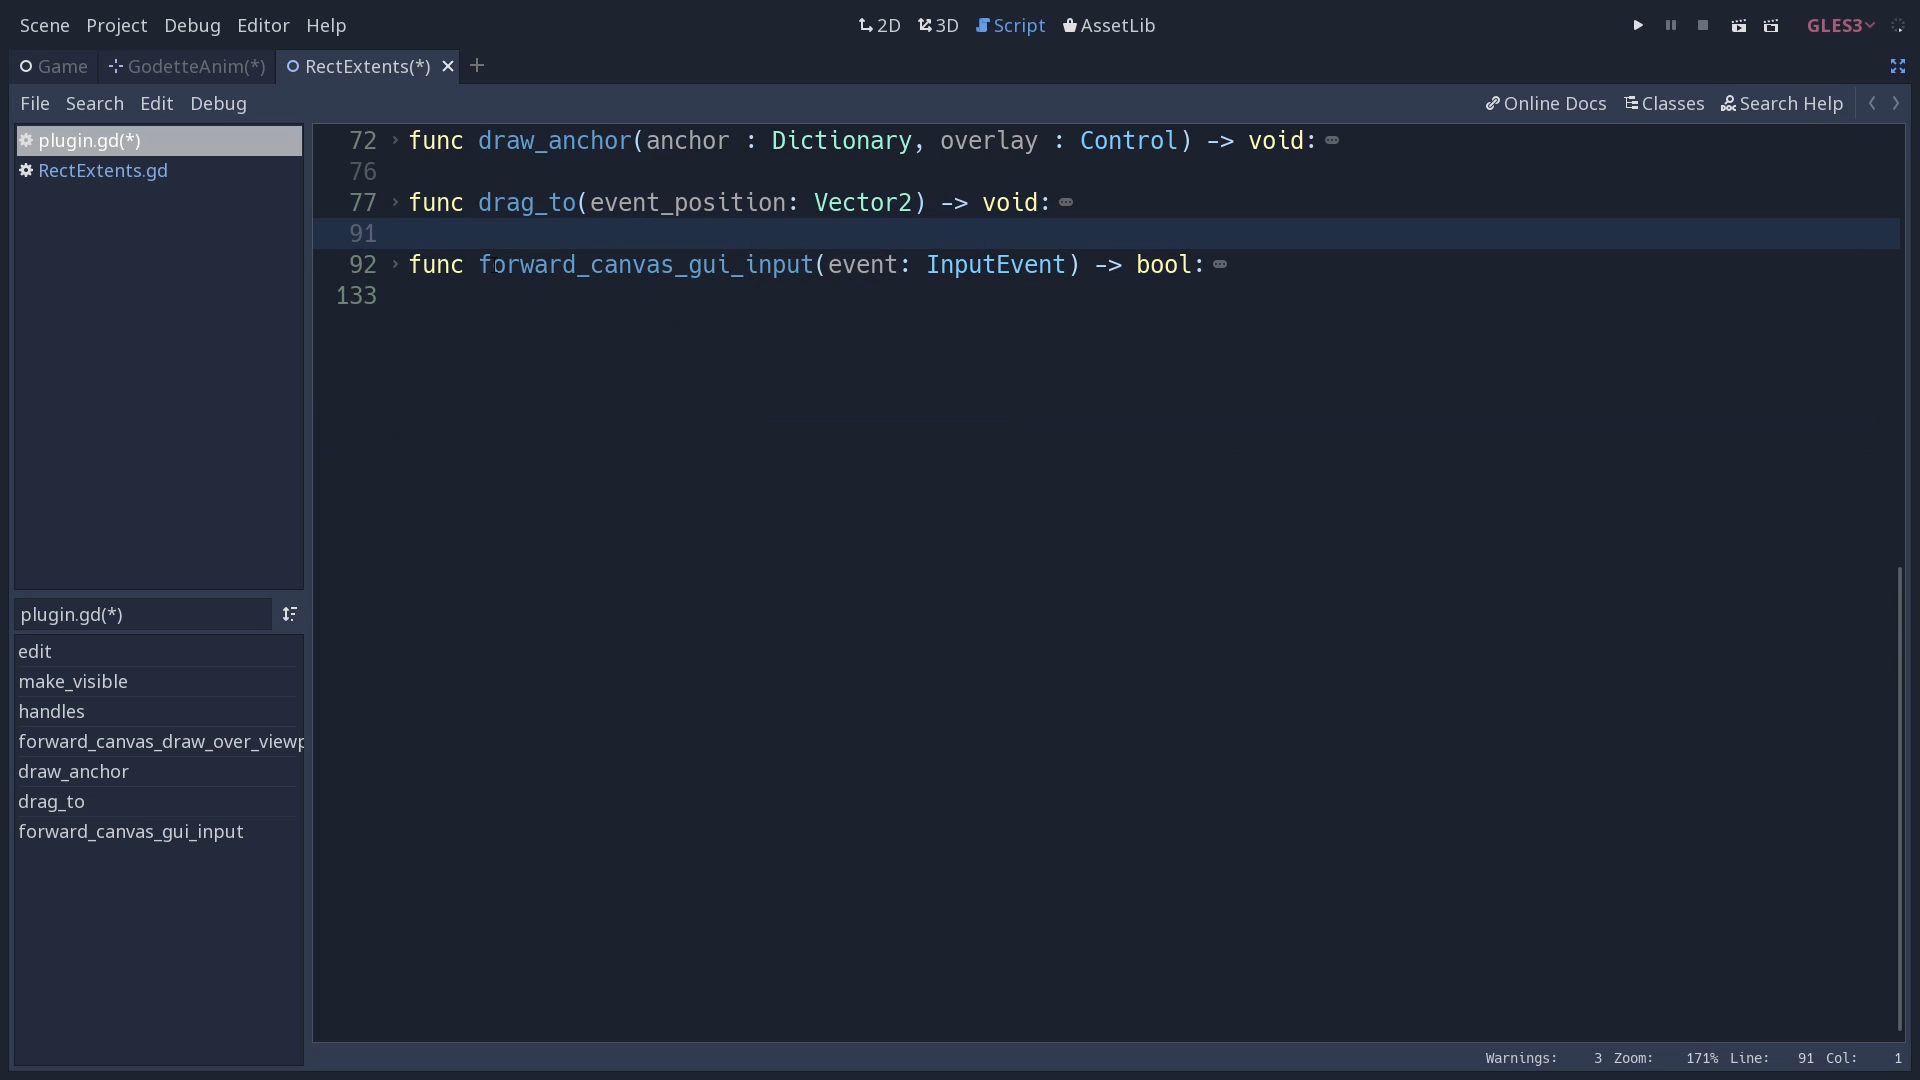 Scene Project Debug Editor Help 2D 3D Script AssetLib GLES3
Game GodetteAnim(*) RectExtents(*)
File Search Edit Debug Online Docs Classes Search Help
plugin.gd(*)
RectExtents.gd
72 func draw_anchor(anchor : Dictionary, overlay : Control) -> void:
76
77 func drag_to(event_position: Vector2) -> void:
91
92 func forward_canvas_gui_input(event: InputEvent) -> bool:
133
plugin.gd(*)
edit
make_visible
handles
forward_canvas_draw_over_viewp
draw_anchor
drag_to
forward_canvas_gui_input
Warnings: 3 Zoom: 171% Line: 91 Col: 1